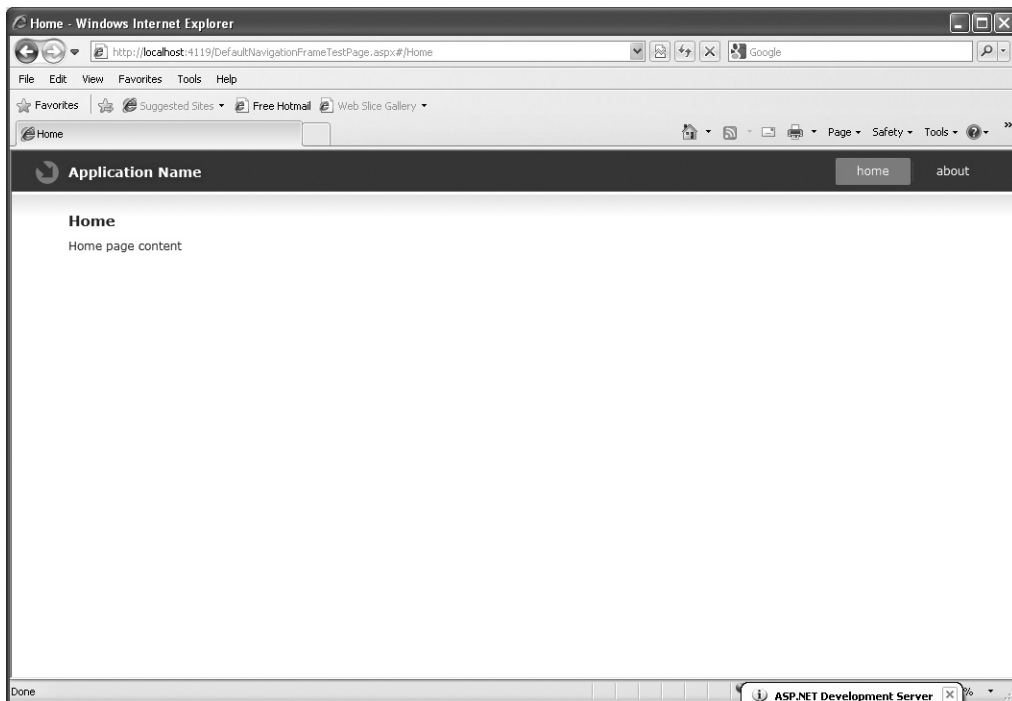 Home - Windows Internet Explorer
http://localhost:4119/DefaultNavigationFrameTestPage.aspx#/Home
Google
File Edit View Favorites Tools Help
Favorites Suggested Sites Free Hotmail Web Slice Gallery
Home Page Safety Tools »
Application Name home about
Home
Home page content
Done %
ASP.NET Development Server